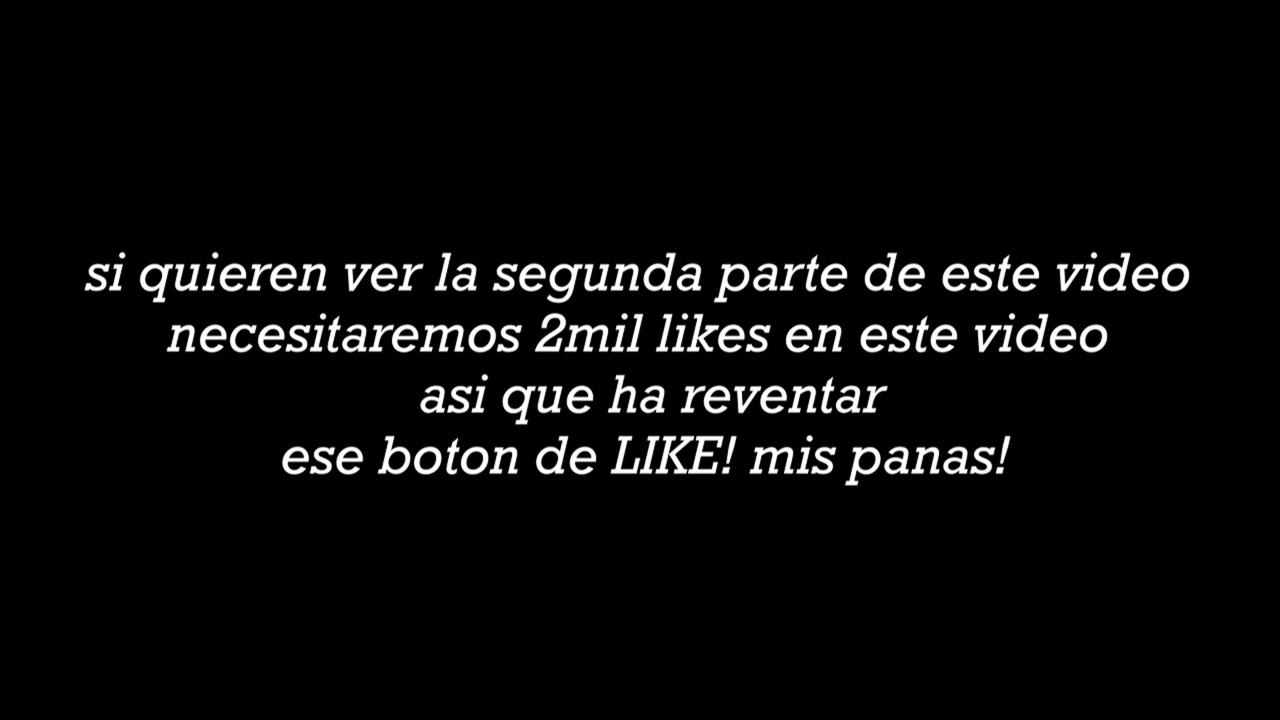 si quieren ver la segunda parte de este video
necesitaremos 2mil likes en este video
asi que ha reventar
ese boton de LIKE! mis panas!